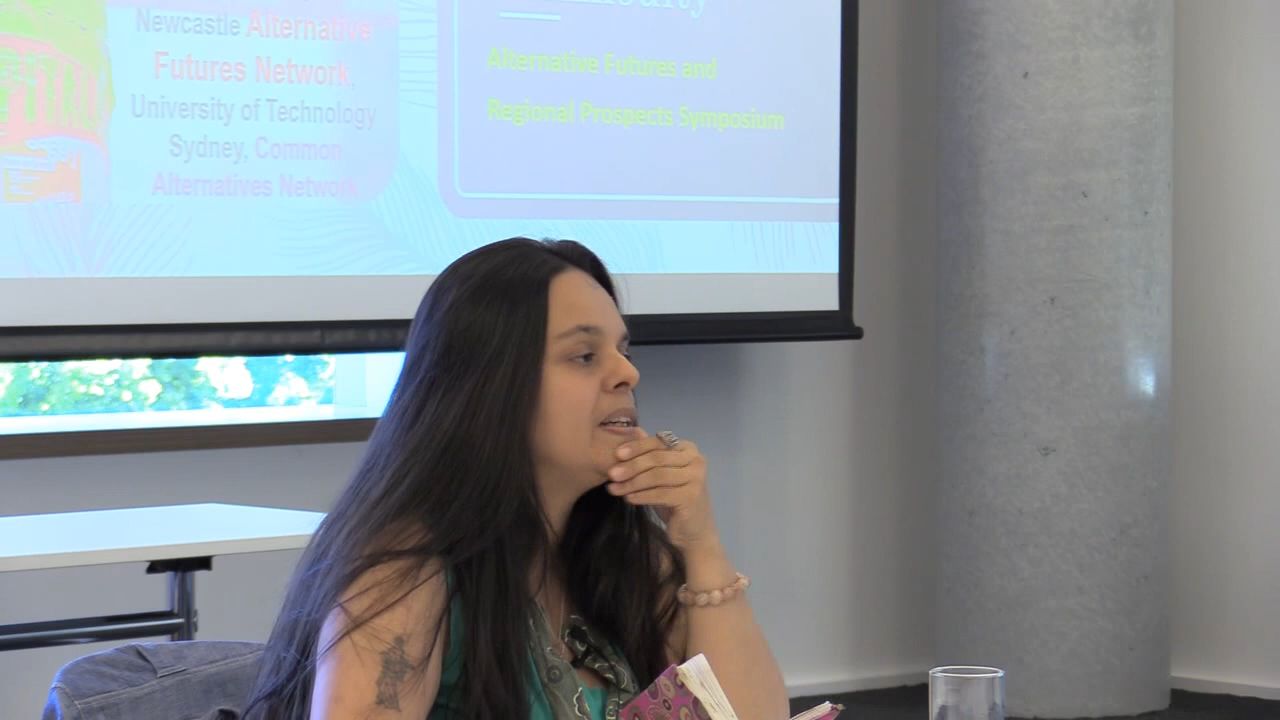 Newcastle Alternative
Futures Network,
University of Technology
Sydney, Common
Alternatives Network
Alternative Futures and
Regional Prospects Symposium